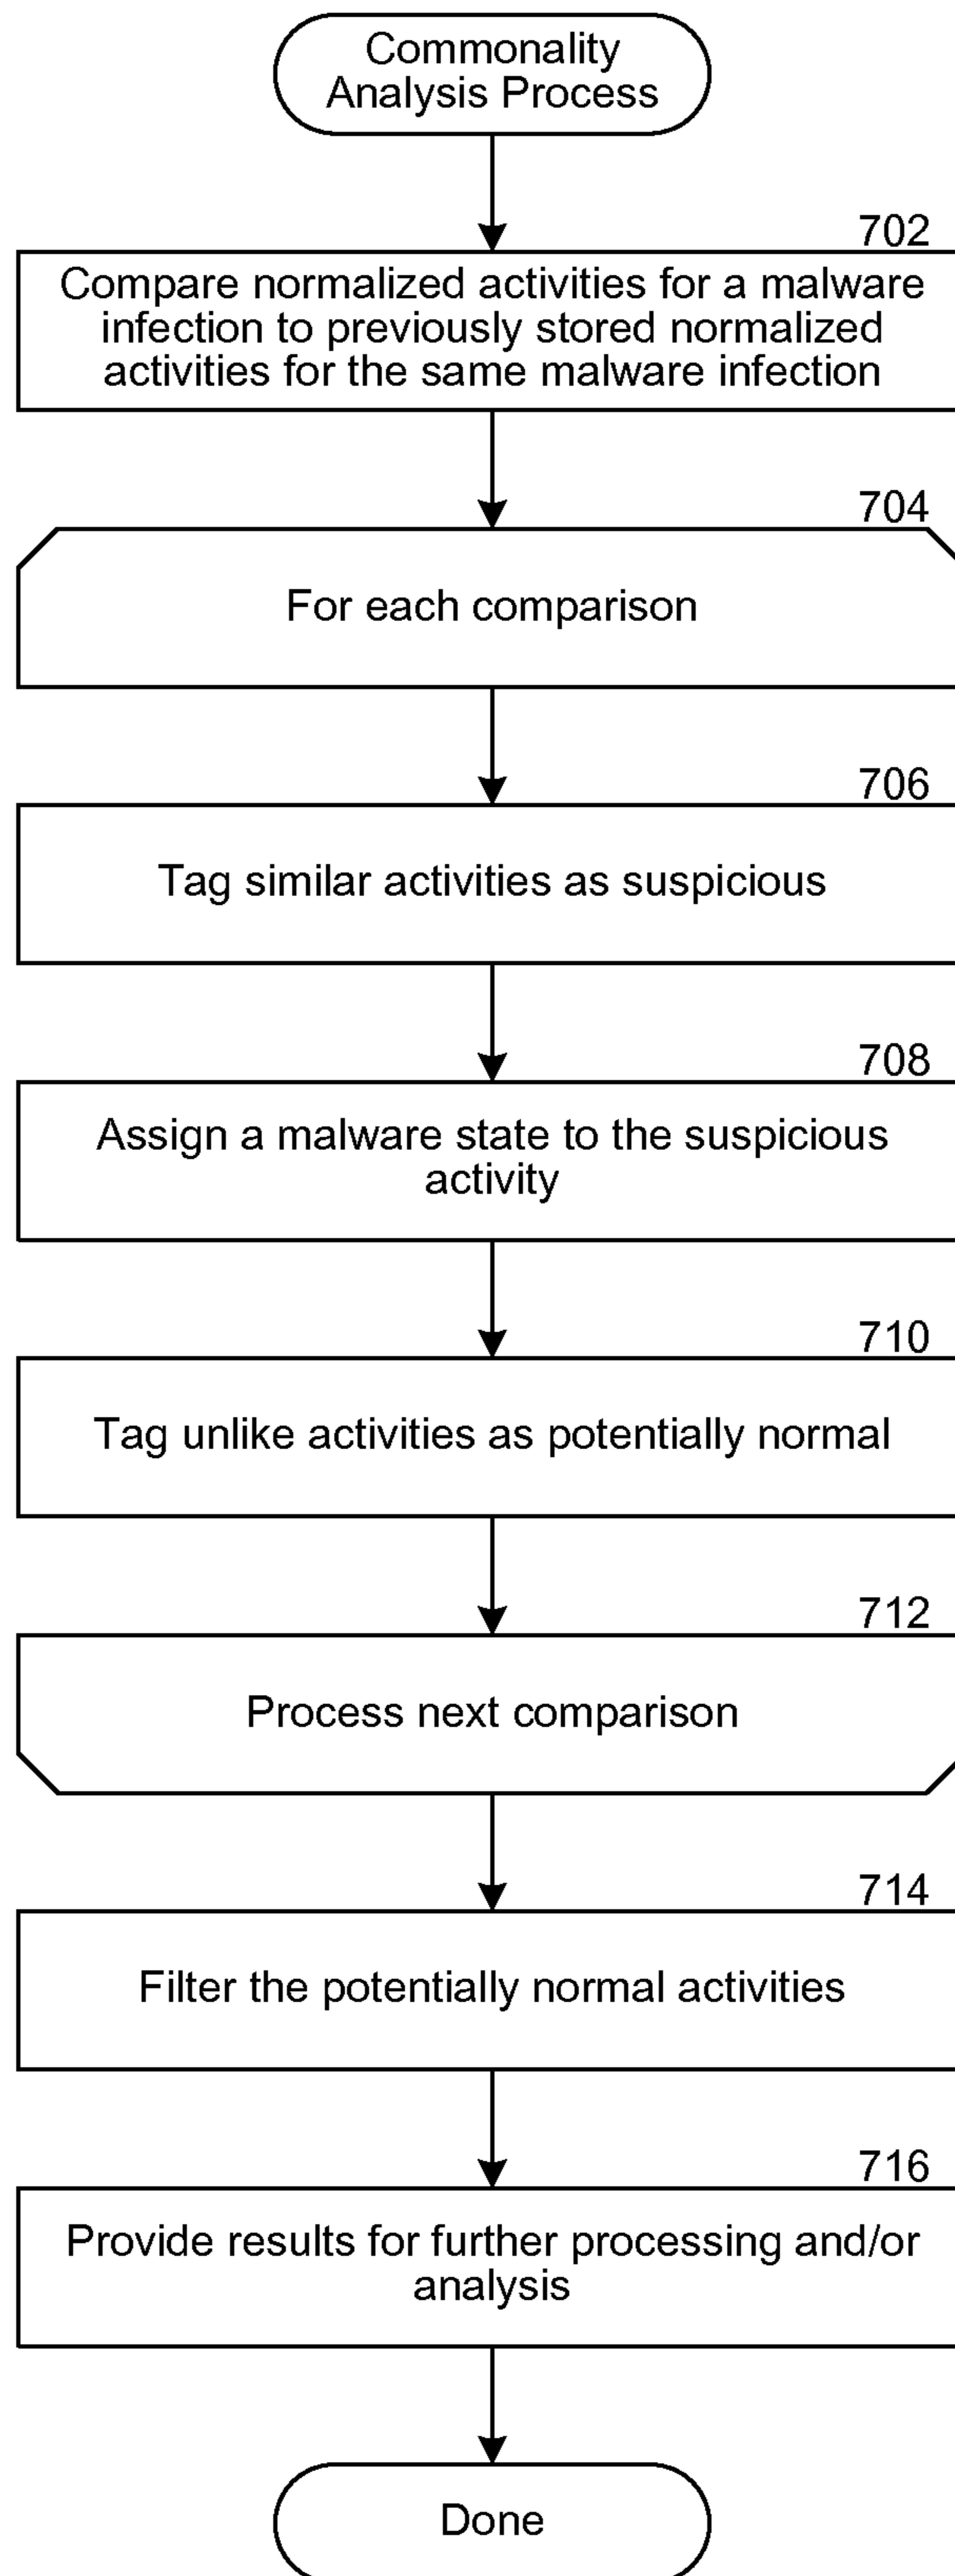 Commonality
Analysis Process
702
Compare normalized activities for a malware
infection to previously stored normalized
activities for the same malware infection
704
For each comparison
706
Tag similar activities as suspicious
708
Assign a malware state to the suspicious
activity
710
Tag unlike activities as potentially normal
712
Process next comparison
714
Filter the potentially normal activities
716
Provide results for further processing and/or
analysis
Done